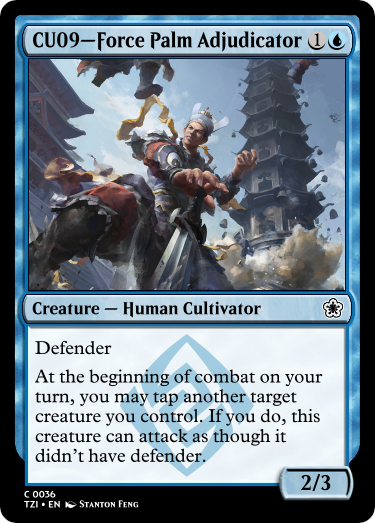 CU09—Force Palm Adjudicator 1
Creature — Human Cultivator
Defender
At the beginning of combat on your
turn, you may tap another target
creature you control. If you do, this
creature can attack as though it
didn't have defender.
2/3
C 0036
TZI • EN Stanton Feng